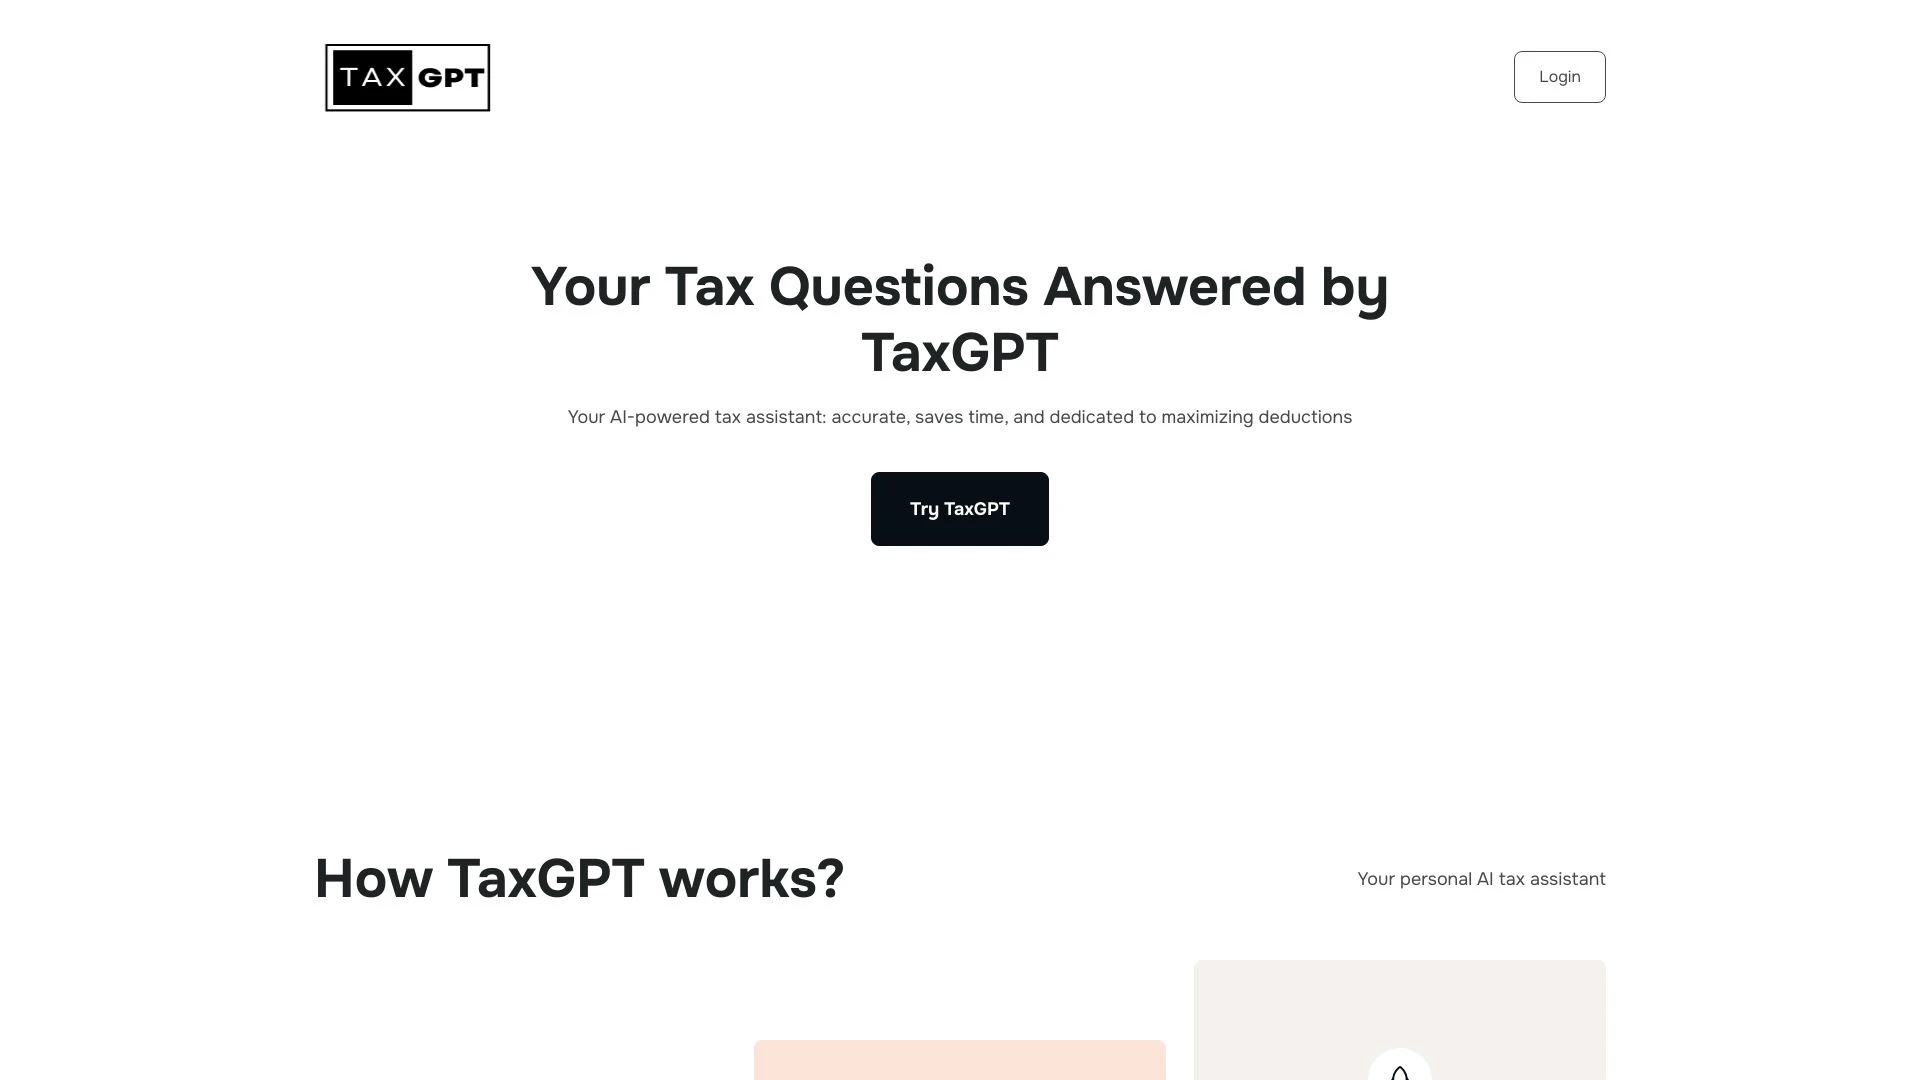 TAX GPT
Login
Your Tax Questions Answered by
TaxGPT
Your AI-powered tax assistant: accurate, saves time, and dedicated to maximizing deductions
Try TaxGPT
How TaxGPT works?
Your personal AI tax assistant